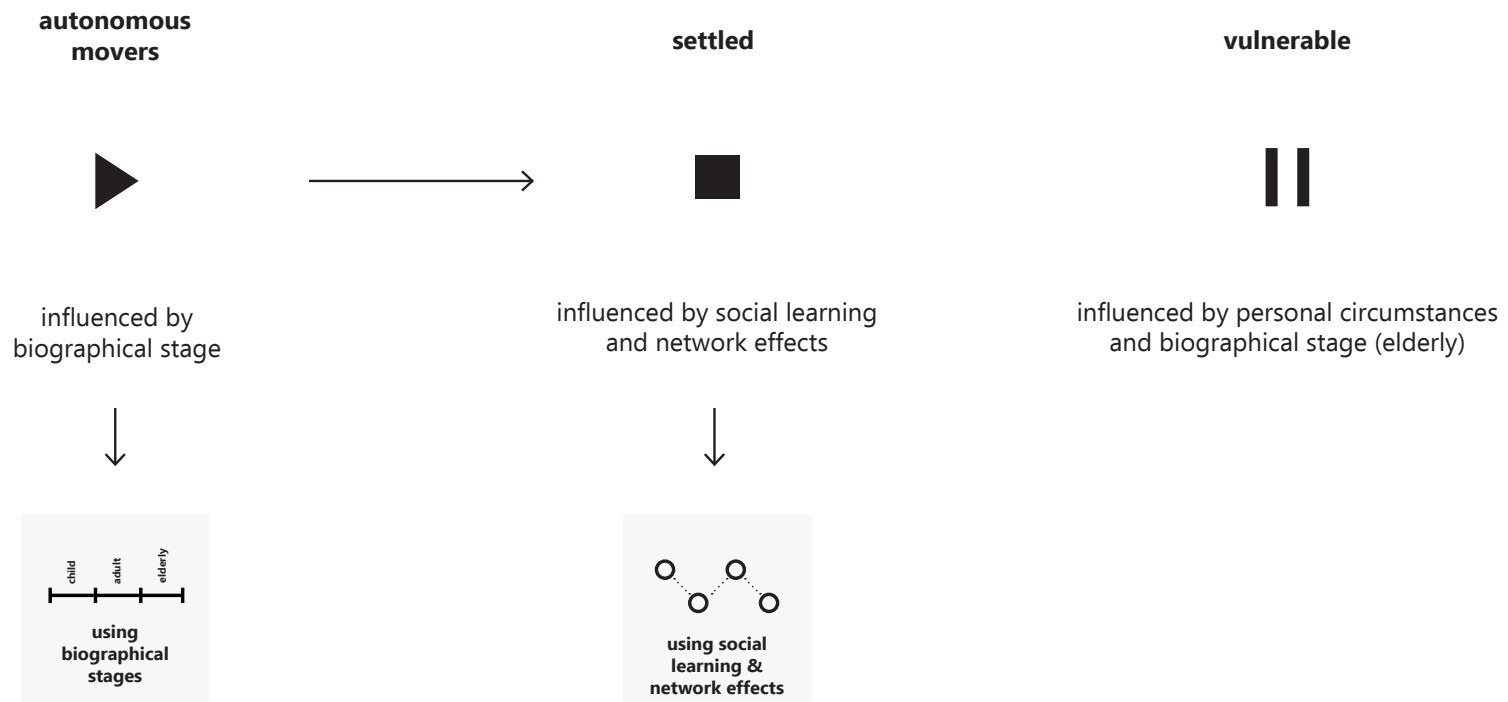 autonomous
movers
settled
vulnerable
influenced by
biographical stage
influenced by social learning
and network effects
influenced by personal circumstances
and biographical stage (elderly)
child
adult
elderly
using
biographical
stages
using social
learning &
network effects